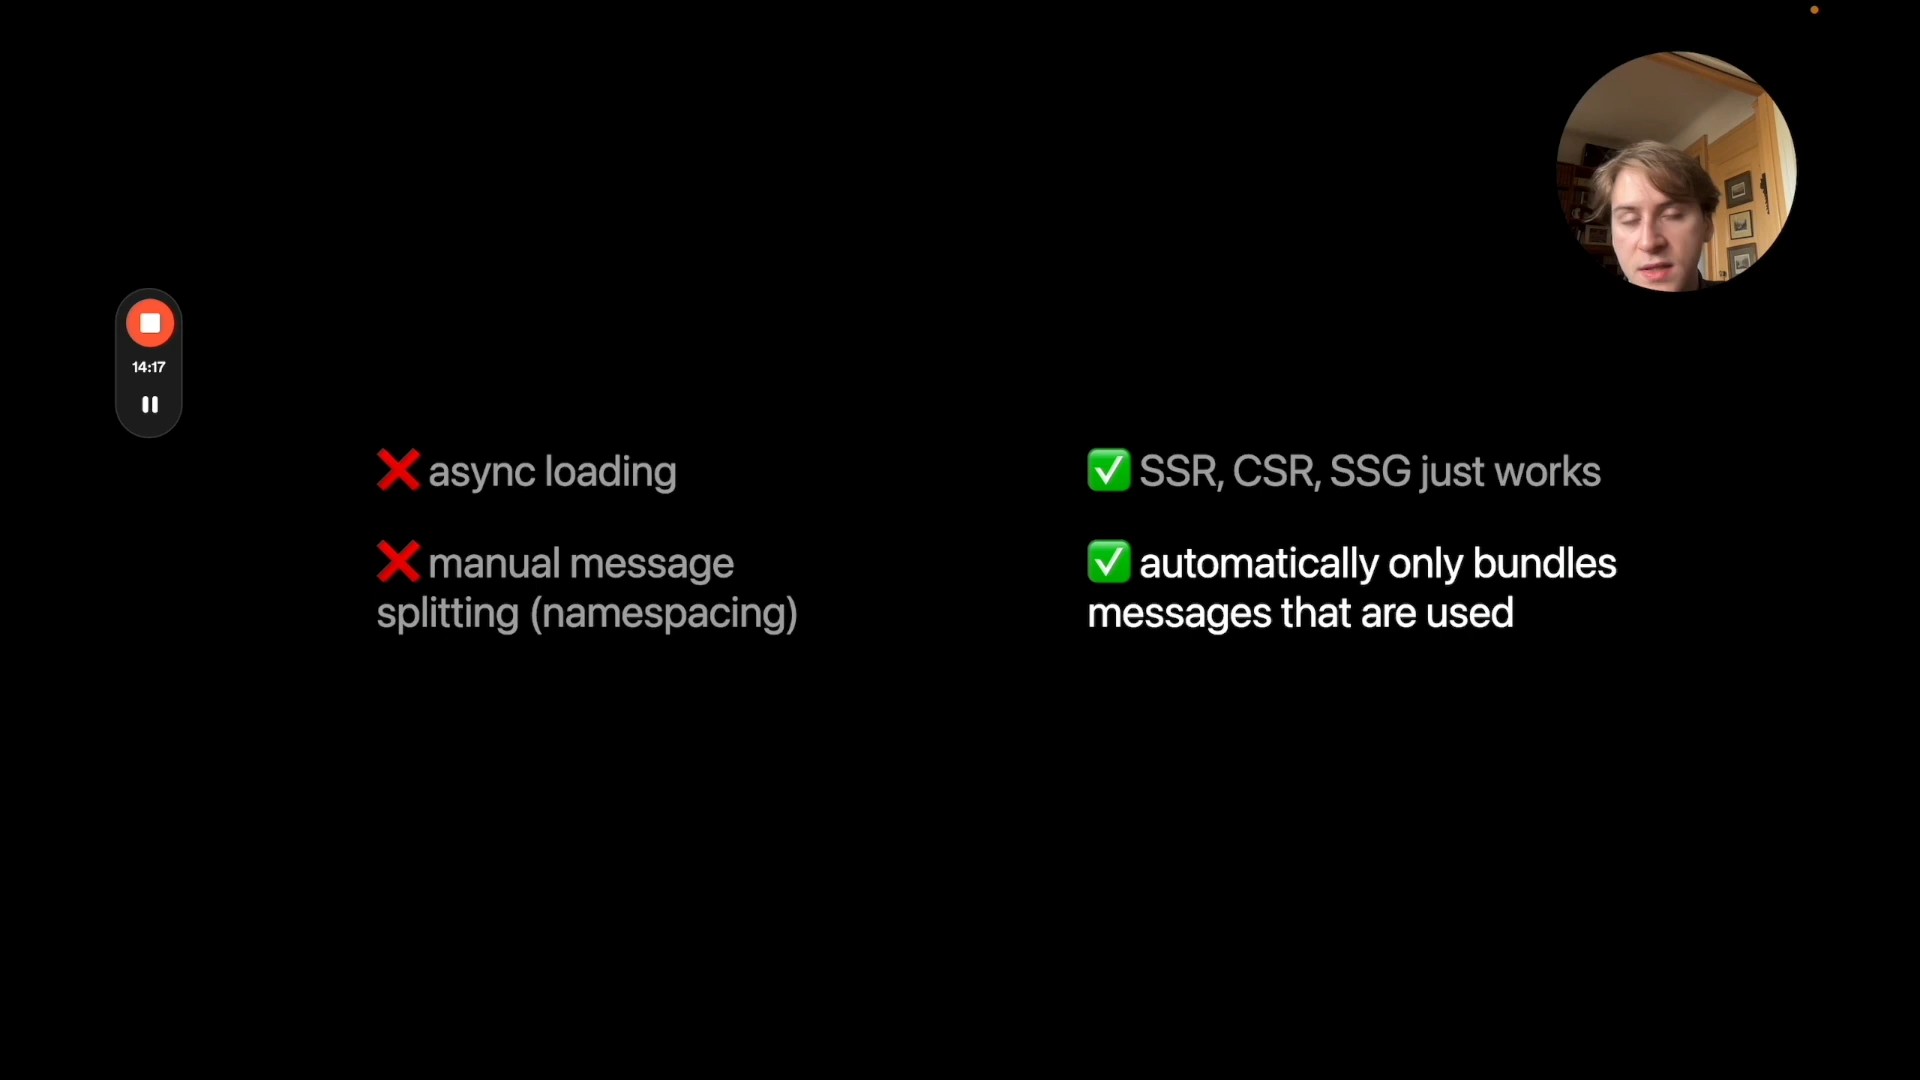 14:17
❌ async loading
❌ manual message
splitting (namespacing)
✅ SSR, CSR, SSG just works
✅ automatically only bundles
messages that are used